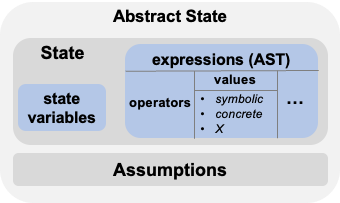 Abstract State
State
state
variables
expressions (AST)
operators
values
• symbolic
• concrete
• X
...
Assumptions